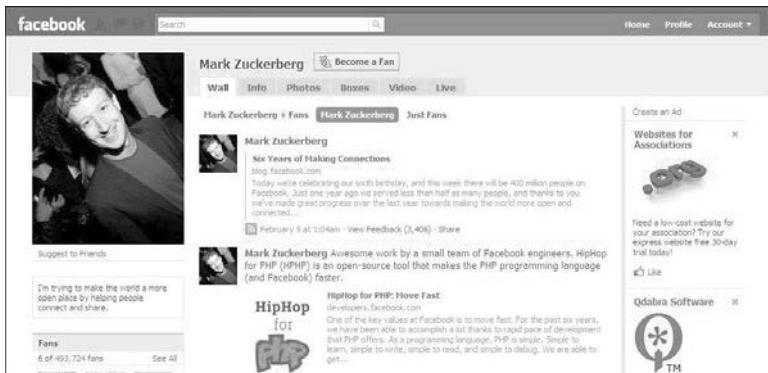 facebook
Search
Home Profile Account
Mark Zuckerberg Become a Fan
Wall Info Photos Boxes Video Live
Mark Zuckerberg + Fans Mark Zuckerberg Just Fans
Mark Zuckerberg
Six Years of Making Connections
blog.facebook.com
Today we're celebrating our sixth birthday, and this week there will be 400 million people on
Facebook. Just one year ago we served less than half as many people, and thanks to you
we've made great progress over the last year towards making the world more open and
connected...
February 5 at 1:04am · View Feedback (3,406) · Share
Mark Zuckerberg Awesome work by a small team of Facebook engineers. HipHop
for PHP (HPHP) is an open-source tool that makes the PHP programming language
(and Facebook) faster.
HipHop
for
PHP
HipHop for PHP: Move Fast
developers.facebook.com
One of the key values at Facebook is to move fast. For the past six years,
we have been able to accomplish a lot thanks to rapid pace of development
that PHP offers. As a programming language, PHP is simple. Simple to
learn, simple to write, simple to read, and simple to debug. We are able to
get...
Suggest to Friends
I'm trying to make the world a more
open place by helping people
connect and share.
Fans
6 of 493,724 fans See All
Create an Ad
Websites for
Associations
.org
Need a low-cost website for
your association? Try our
express website free 30-day
trial today!
Like
Qdabra Software
TM